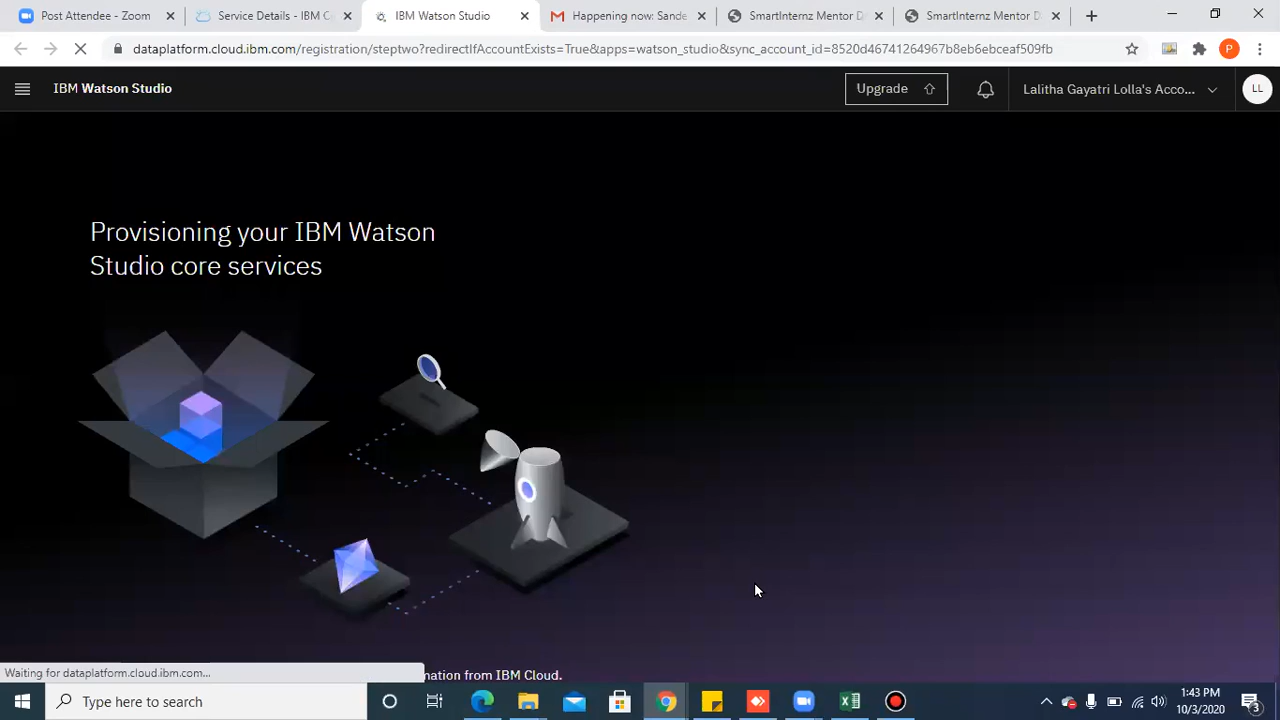 Post Attendee - Zoom
Service Details - IBM C
IBM Watson Studio
Happening now: Sande
SmartInternz Mentor D
SmartInternz Mentor D
dataplatform.cloud.ibm.com/registration/steptwo?redirectIfAccountExists=True&apps=watson_studio&sync_account_id=8520d46741264967b8eb6ebceaf509fb
P
IBM Watson Studio
Upgrade
Lalitha Gayatri Lolla's Acco...
LL
Provisioning your IBM Watson
Studio core services
Waiting for dataplatform.cloud.ibm.com...
mation from IBM Cloud.
Type here to search
1:43 PM
10/3/2020
3